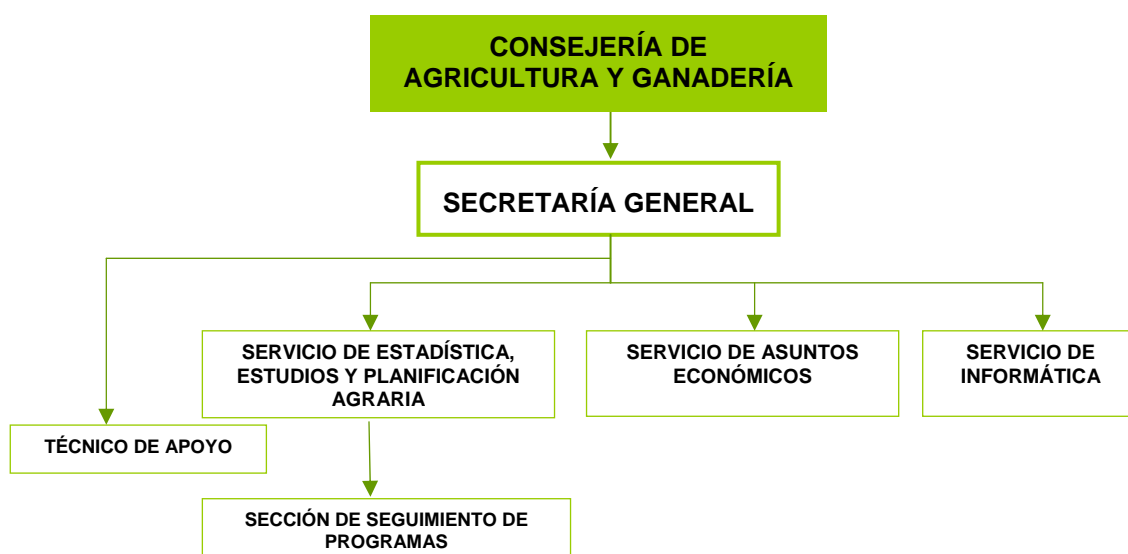 CONSEJERÍA DE
AGRICULTURA Y GANADERÍA
SECRETARÍA GENERAL
SERVICIO DE ESTADÍSTICA,
ESTUDIOS Y PLANIFICACIÓN
AGRARIA
SERVICIO DE ASUNTOS
ECONÓMICOS
SERVICIO DE
INFORMÁTICA
TÉCNICO DE APOYO
SECCIÓN DE SEGUIMIENTO DE
PROGRAMAS